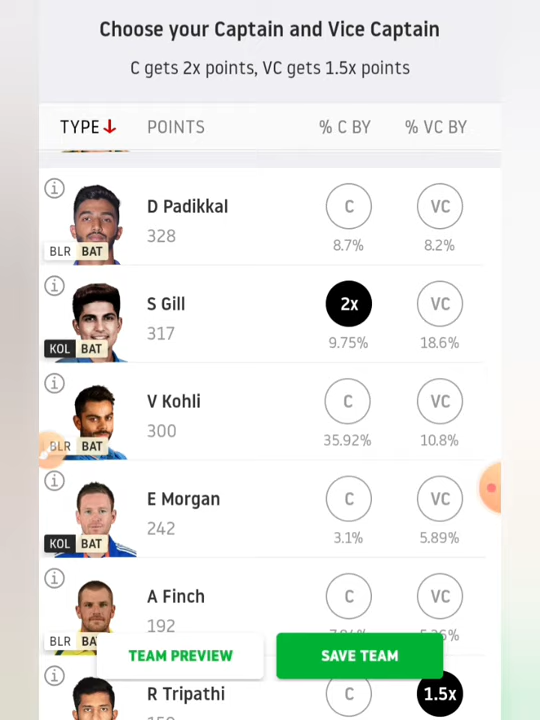 Choose your Captain and Vice Captain
C gets 2x points, VC gets 1.5x points
TYPE POINTS % C BY % VC BY
D Padikkal
328
BLR BAT
C
8.7%
VC
8.2%
S Gill
317
KOL BAT
2x
9.75%
VC
18.6%
V Kohli
300
BLR BAT
C
35.92%
VC
10.8%
E Morgan
242
KOL BAT
C
3.1%
VC
5.89%
A Finch
192
BLR
C
VC
TEAM PREVIEW
SAVE TEAM
R Tripathi
C
1.5x